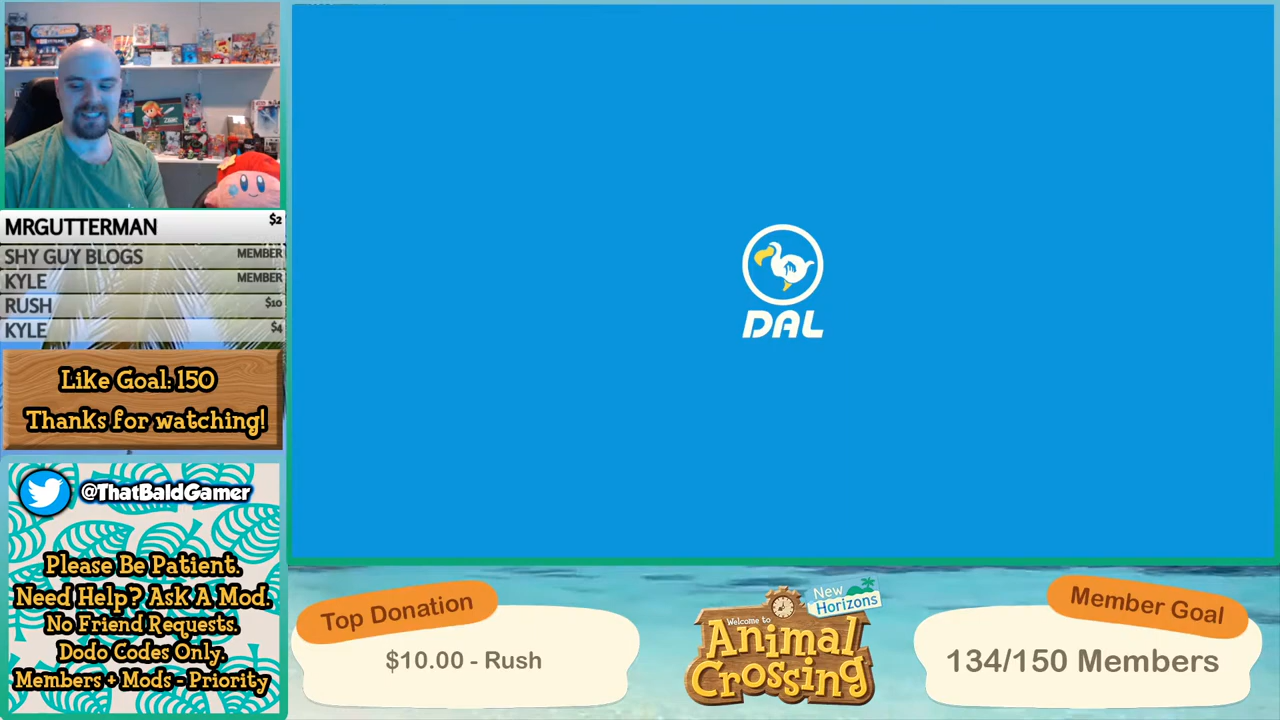 MRGUTTERMAN $2
SHY GUY BLOGS MEMBER
KYLE MEMBER
RUSH $10
KYLE $4
Like Goal: 150
Thanks for watching!
@ThatBaldGamer
Please Be Patient.
Need Help? Ask A Mod.
No Friend Requests.
Dodo Codes Only.
Members + Mods - Priority
DAL
Top Donation
$10.00 - Rush
Welcome to
Animal
Crossing
New
Horizons
Member Goal
134/150 Members